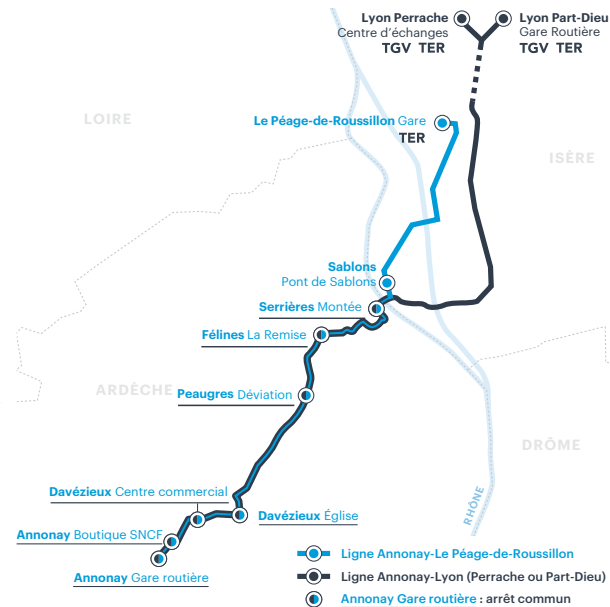 Lyon Perrache
Centre d'échanges
TGV TER
Lyon Part-Dieu
Gare Routière
TGV TER
LOIRE
Le Péage-de-Roussillon Gare
TER
ISÈRE
Sablons
Pont de Sablons
Serrières Montée
Félines La Remise
ARDÈCHE
Peaugres Déviation
DRÔME
Davézieux Centre commercial
RHÔNE
Davézieux Église
Annonay Boutique SNCF
Annonay Gare routière
Ligne Annonay-Le Péage-de-Roussillon
Ligne Annonay-Lyon (Perrache ou Part-Dieu)
Annonay Gare routière : arrêt commun